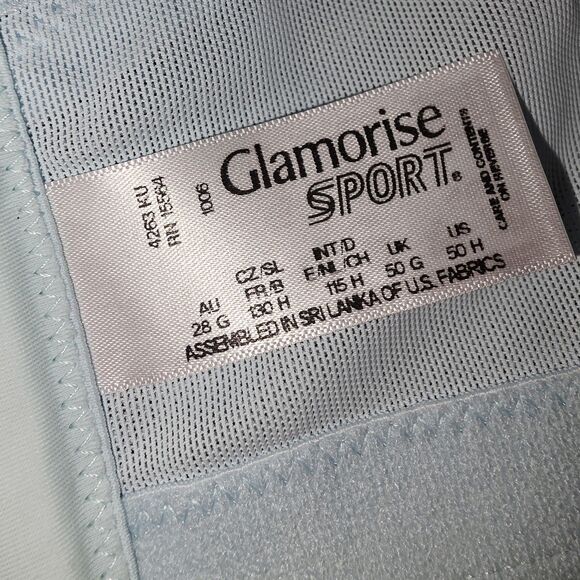 Glamorise
SPORT®
4263 KU
RN 15564
1006
CARE AND CONTENTS
ON REVERSE
AU CZ/SL INT/D UK US
FR/B F/NL/CH
28 G 130 H 115 H 50 G 50 H
ASSEMBLED IN SRI LANKA OF U.S. FABRICS